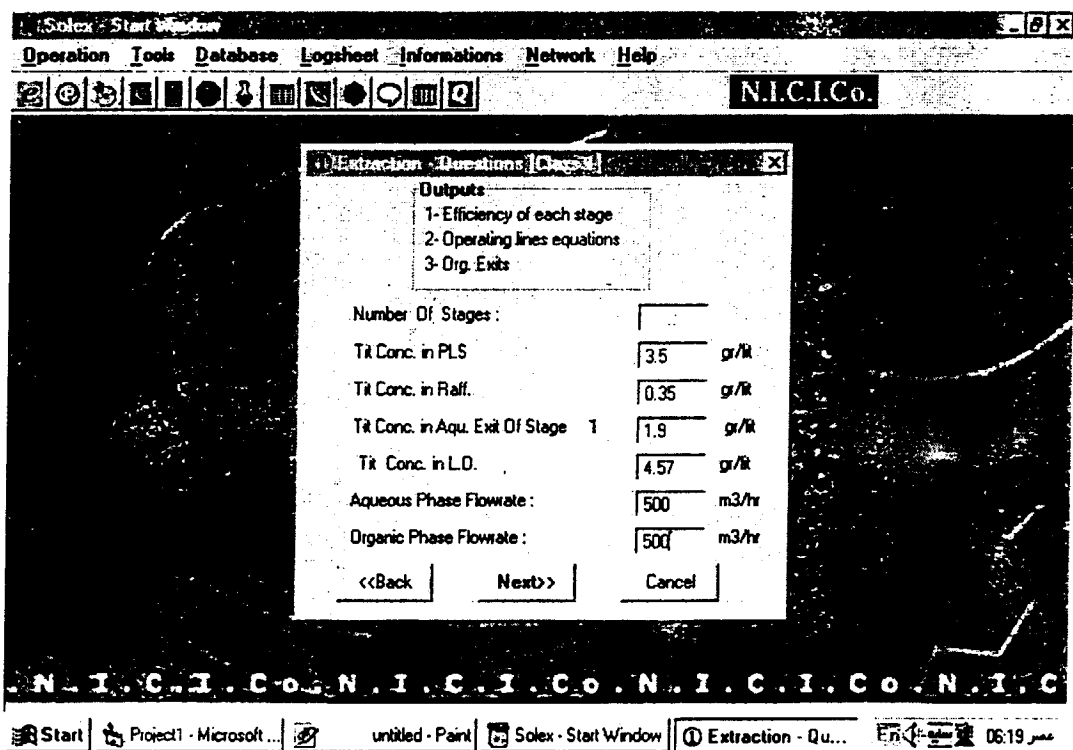 Solex - Start Window
Operation Tools Database Logsheet Informations Network Help
N.I.C.I.Co.
Extraction - Questions
Outputs
1- Efficiency of each stage
2- Operating lines equations
3- Org. Exits
Number Of Stages :
Tit Conc. in PLS 3.5 gr/lit
Tit Conc. in Raff. 0.35 gr/lit
Tit Conc. in Aqu. Exit Of Stage 1 1.9 gr/lit
Tit Conc. in L.O. 4.57 gr/lit
Aqueous Phase Flowrate : 500 m3/hr
Organic Phase Flowrate : 500 m3/hr
<<Back Next>> Cancel
. N . I . C . I . C o . N . I . C . I . C o . N . I . C . I . C o . N . I . C
Start Project1 - Microsoft ... untitled - Paint Solex - Start Window Extraction - Qu... En 06:19 عصر